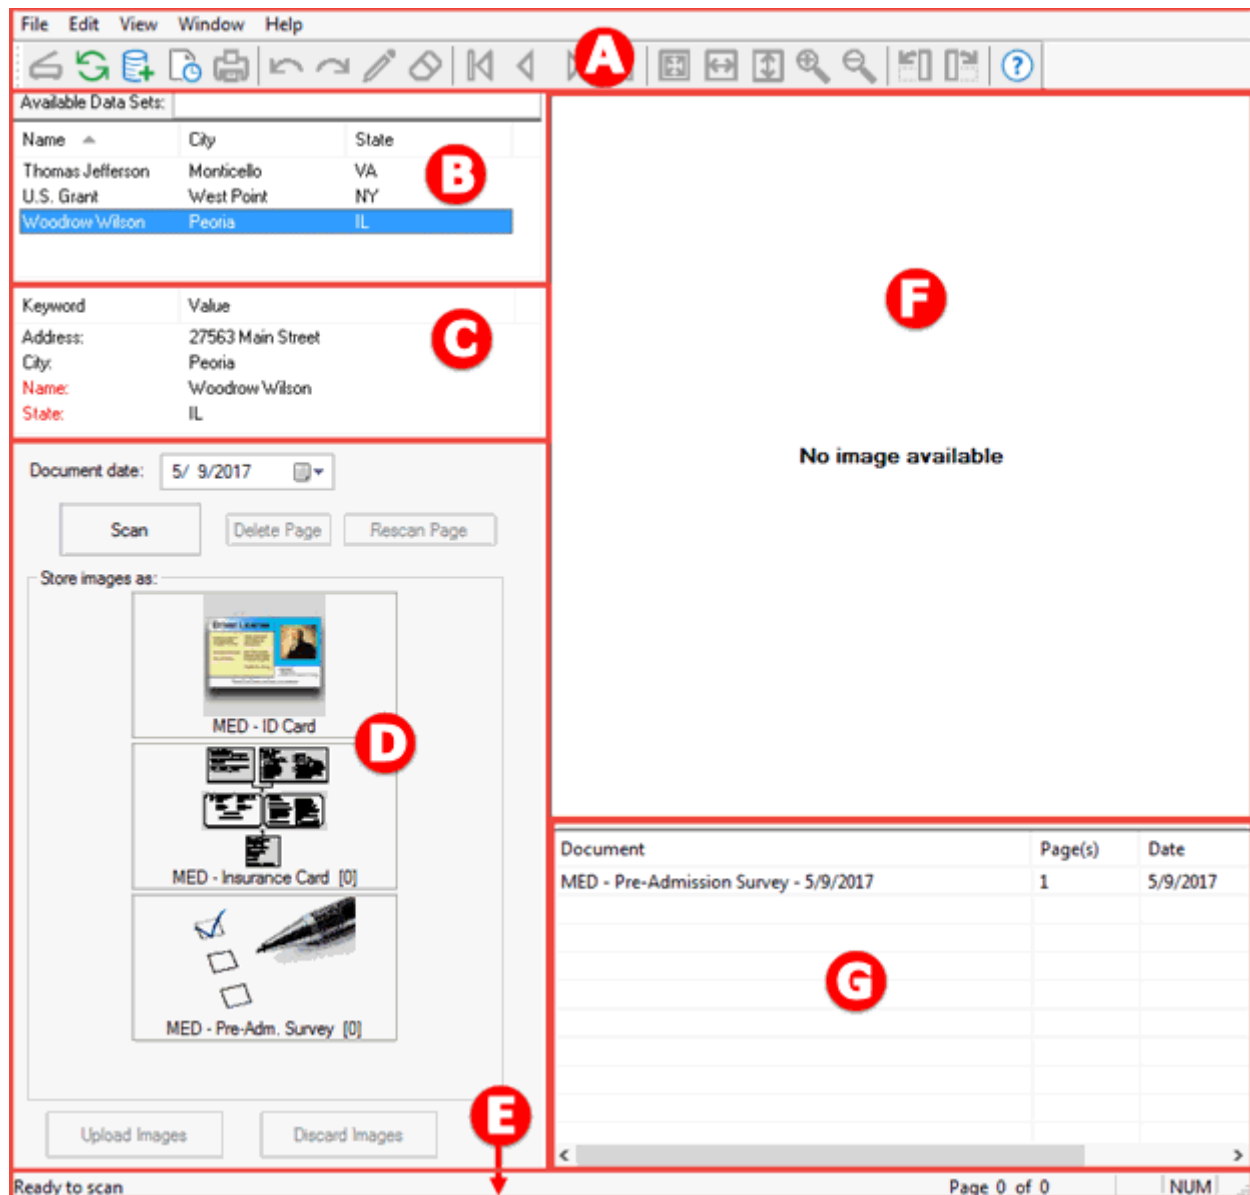 File Edit View Window Help
A
Available Data Sets:
Name City State
Thomas Jefferson Monticello VA
U.S. Grant West Point NY
Woodrow Wilson Peoria IL
B
Keyword Value
Address: 27563 Main Street
City: Peoria
Name: Woodrow Wilson
State: IL
C
Document date: 5/ 9/2017
Scan Delete Page Rescan Page
Store images as:
Driver License
MED - ID Card
D
MED - Insurance Card [0]
MED - Pre-Adm. Survey [0]
Upload Images Discard Images
E
F
No image available
Document Page(s) Date
MED - Pre-Admission Survey - 5/9/2017 1 5/9/2017
G
Ready to scan Page 0 of 0 NUM